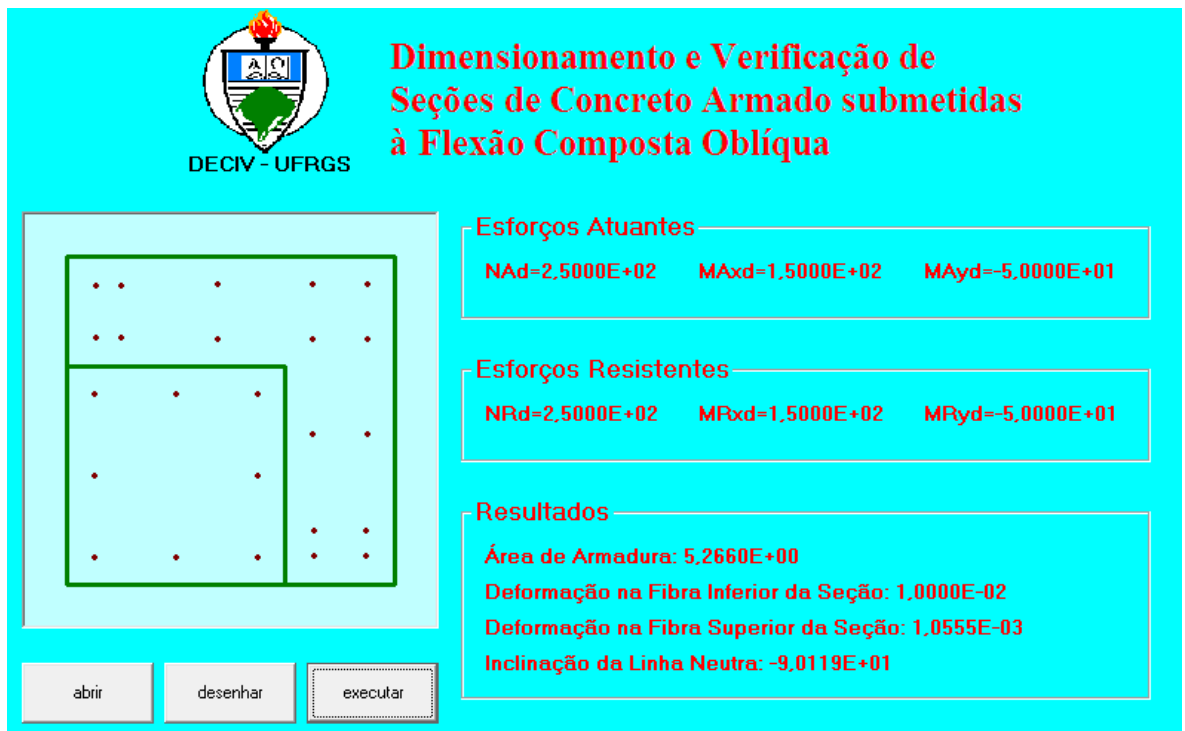 Dimensionamento e Verificação de
Seções de Concreto Armado submetidas
à Flexão Composta Oblíqua
DECIV - UFRGS
Esforços Atuantes
NAd=2,5000E+02 MAxd=1,5000E+02 MAyd=-5,0000E+01
Esforços Resistentes
NRd=2,5000E+02 MRxd=1,5000E+02 MRyd=-5,0000E+01
Resultados
Área de Armadura: 5,2660E+00
Deformação na Fibra Inferior da Seção: 1,0000E-02
Deformação na Fibra Superior da Seção: 1,0555E-03
Inclinação da Linha Neutra: -9,0119E+01
abrir desenhar executar